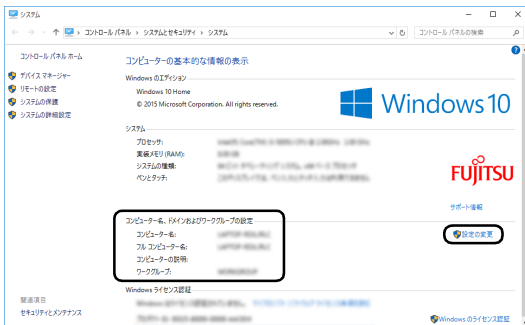 システム
コントロール パネル › システムとセキュリティ › システム
コントロール パネルの検索
コントロール パネル ホーム
デバイス マネージャー
リモートの設定
システムの保護
システムの詳細設定
コンピューターの基本的な情報の表示
Windows のエディション
Windows 10 Home
© 2015 Microsoft Corporation. All rights reserved.
Windows 10
システム
プロセッサ:
実装メモリ (RAM):
システムの種類:
ペンとタッチ:
FUJITSU
サポート情報
コンピューター名、ドメインおよびワークグループの設定
コンピューター名:
フル コンピューター名:
コンピューターの説明:
ワークグループ:
設定の変更
Windows ライセンス認証
Windows のライセンス認証
関連項目
セキュリティとメンテナンス